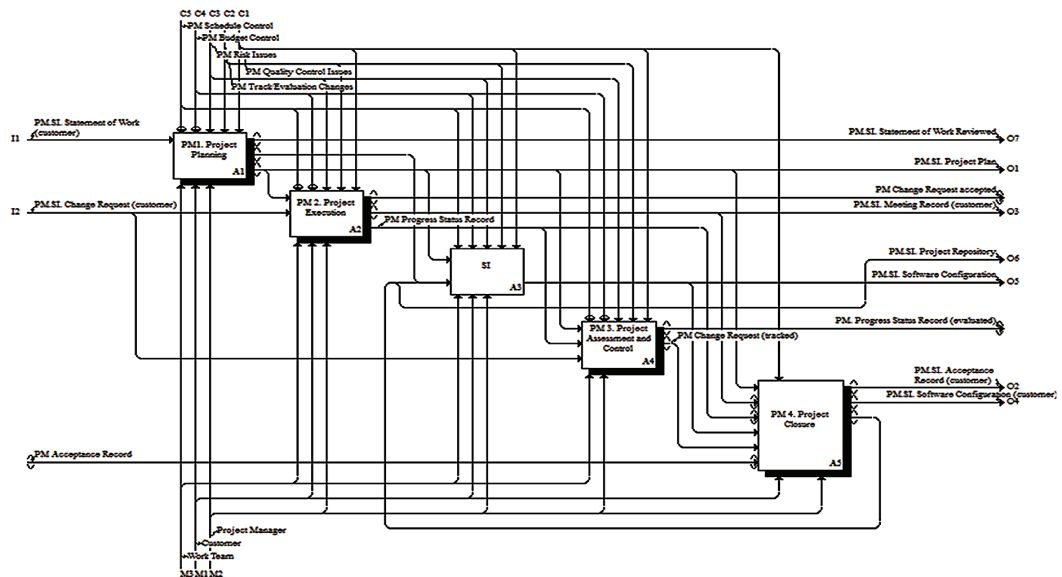 C5 C4 C3 C2 C1
PM Schedule Control
PM Budget Control
PM Risk Issues
PM Quality Control Issues
PM Track/Evaluation Changes
I1
PM.SI. Statement of Work
(customer)
PM1. Project
Planning
A1
PM.SI. Statement of Work Reviewed
O7
PM.SI. Project Plan
O1
I2
PM.SI. Change Request (customer)
PM 2. Project
Execution
A2
PM Change Request accepted
PM.SI. Meeting Record (customer)
O3
PM Progress Status Record
SI
A3
PM.SI. Project Repository
O6
PM.SI. Software Configuration
O5
PM 3. Project
Assessment and
Control
A4
PM. Progress Status Record (evaluated)
PM Change Request (tracked)
PM 4. Project
Closure
A5
PM.SI. Acceptance
Record (customer)
O2
PM.SI. Software Configuration (customer)
O4
PM Acceptance Record
Project Manager
Customer
Work Team
M3 M1 M2